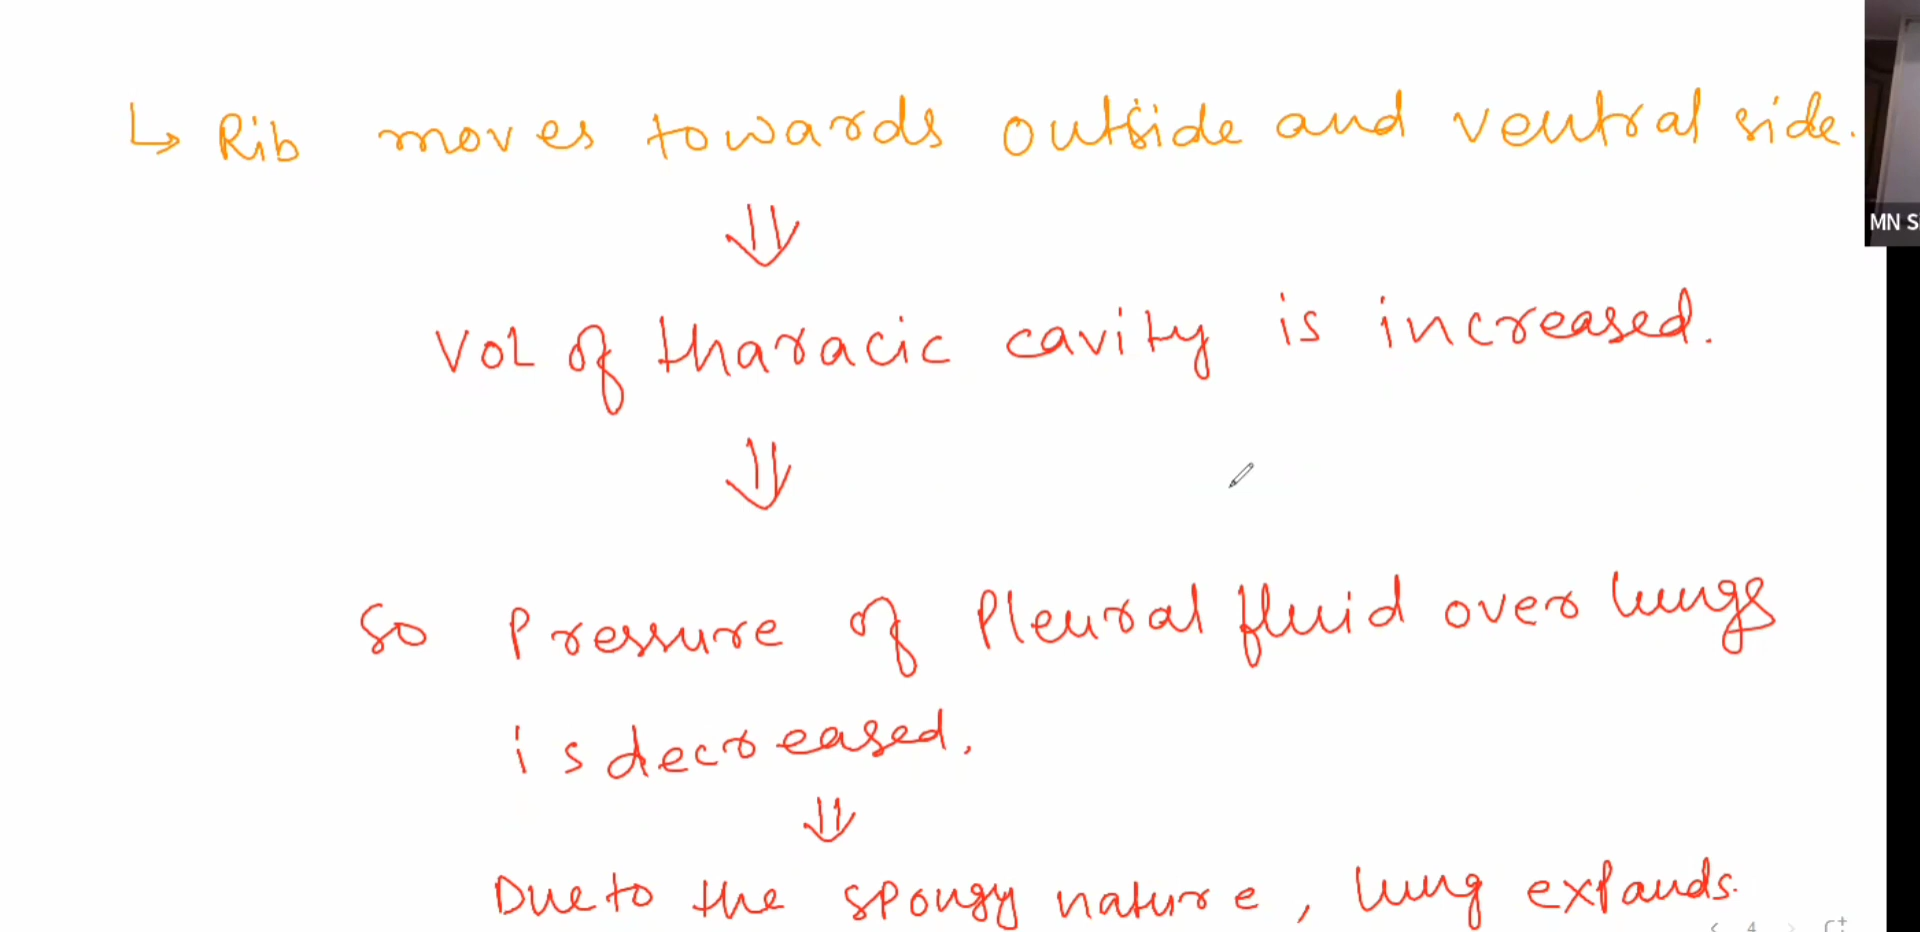 ↳ Rib moves towards outside and ventral side.
⇓
Vol of tharacic cavity is increased.
⇓
So Pressure of Pleural fluid over lungs
is decreased.
⇓
Due to the spongy nature, lung expands.
MN S
< 4 >